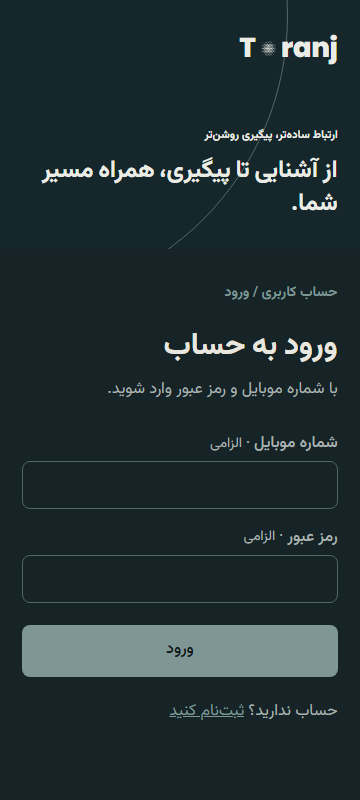 T ranj
ارتباط ساده‌تر، پیگیری روشن‌تر
از آشنایی تا پیگیری، همراه مسیر
شما.
حساب کاربری / ورود
ورود به حساب
با شماره موبایل و رمز عبور وارد شوید.
شماره موبایل · الزامی
رمز عبور · الزامی
ورود
حساب ندارید؟ ثبت‌نام کنید